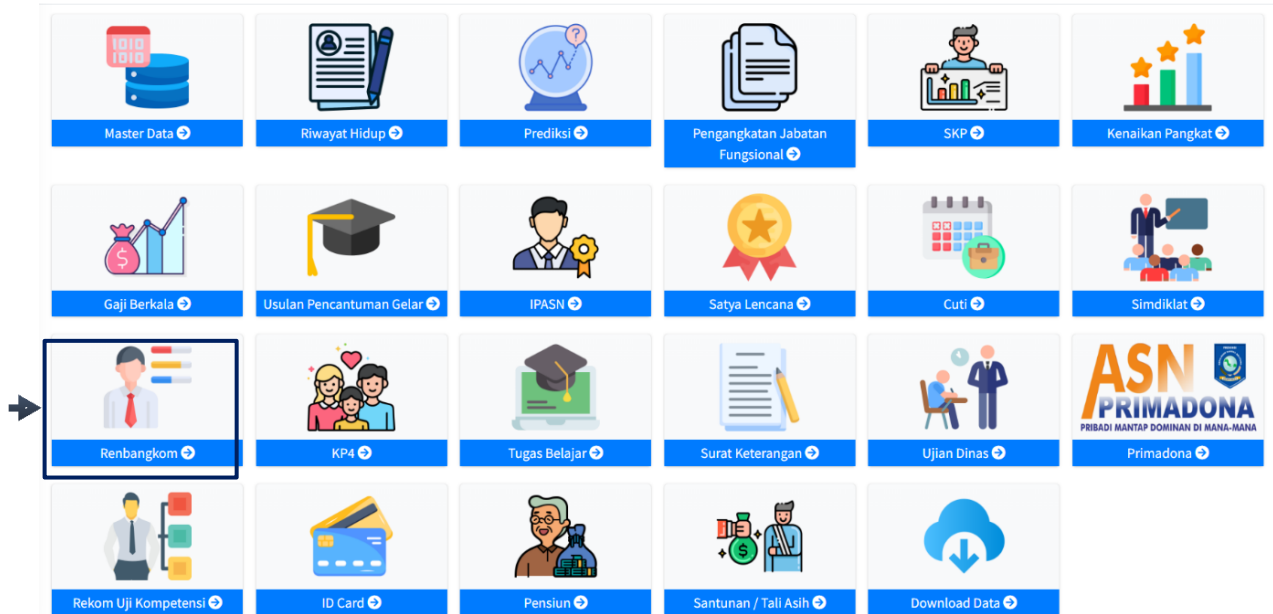 1010
1010
?
Master Data
Riwayat Hidup
Prediksi
Pengangkatan Jabatan
Fungsional
SKP
Kenaikan Pangkat
$
Gaji Berkala
Usulan Pencantuman Gelar
IPASN
Satya Lencana
Cuti
Simdiklat
ASN
PRIMADONA
PRIBADI MANTAP DOMINAN DI MANA-MANA
Renbangkom
KP4
Tugas Belajar
Surat Keterangan
Ujian Dinas
Primadona
$
Rekom Uji Kompetensi
ID Card
Pensiun
Santunan / Tali Asih
Download Data